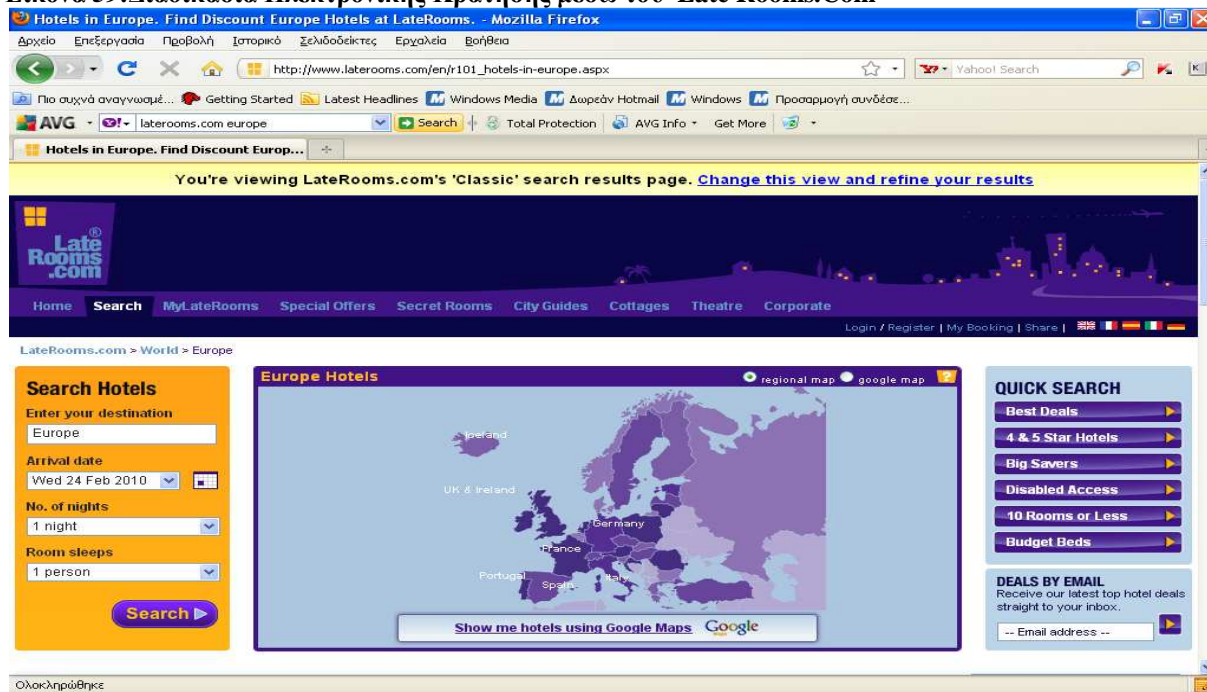 Εικόνα 39.Διαδικασία Ηλεκτρονικής Κράτησης μέσω του Late Rooms.Com
Hotels in Europe. Find Discount Europe Hotels at LateRooms. - Mozilla Firefox
Αρχείο Επεξεργασία Προβολή Ιστορικό Σελιδοδείκτες Εργαλεία Βοήθεια
http://www.laterooms.com/en/r101_hotels-in-europe.aspx Yahoo! Search
Πιο συχνά αναγνωσμέ... Getting Started Latest Headlines Windows Media Δωρεάν Hotmail Windows Προσαρμογή συνδέσε...
AVG laterooms.com europe Search Total Protection AVG Info Get More
Hotels in Europe. Find Discount Europ...
You're viewing LateRooms.com's 'Classic' search results page. Change this view and refine your results
Late Rooms .com ®
Home Search MyLateRooms Special Offers Secret Rooms City Guides Cottages Theatre Corporate
Login / Register | My Booking | Share |
LateRooms.com > World > Europe
Search Hotels
Enter your destination
Europe
Arrival date
Wed 24 Feb 2010
No. of nights
1 night
Room sleeps
1 person
Search
Europe Hotels regional map google map ?
Iceland
UK & Ireland
Germany
France
Portugal
Spain
Italy
Show me hotels using Google Maps Google
QUICK SEARCH
Best Deals
4 & 5 Star Hotels
Big Savers
Disabled Access
10 Rooms or Less
Budget Beds
DEALS BY EMAIL
Receive our latest top hotel deals
straight to your inbox.
-- Email address --
Ολοκληρώθηκε